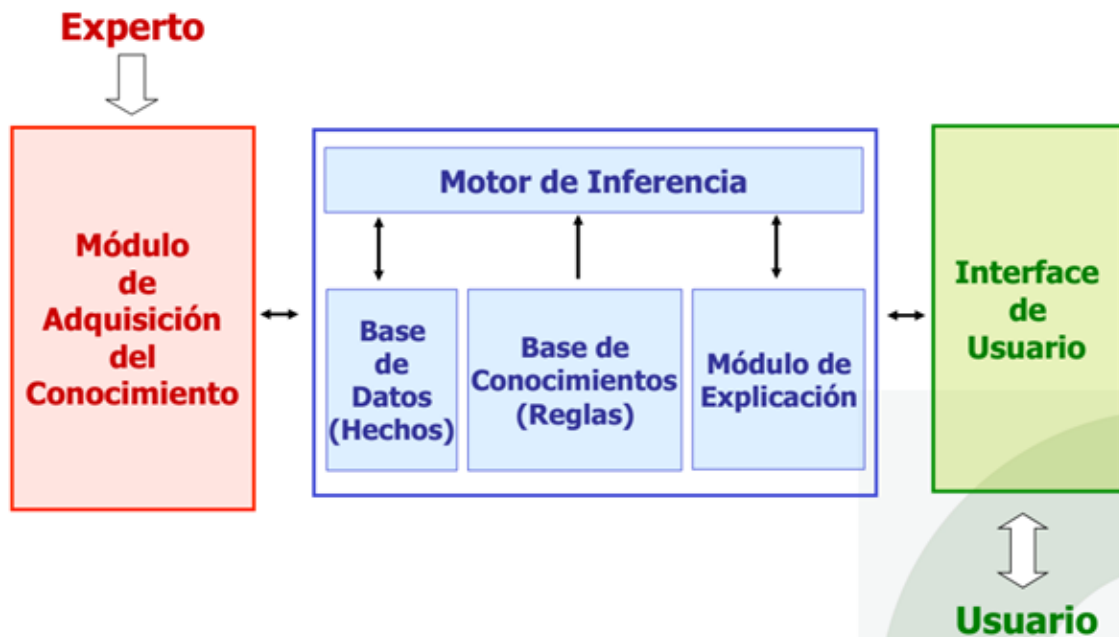 Experto
Módulo
de
Adquisición
del
Conocimiento
Motor de Inferencia
Base
de
Datos
(Hechos)
Base de
Conocimientos
(Reglas)
Módulo de
Explicación
Interface
de
Usuario
Usuario